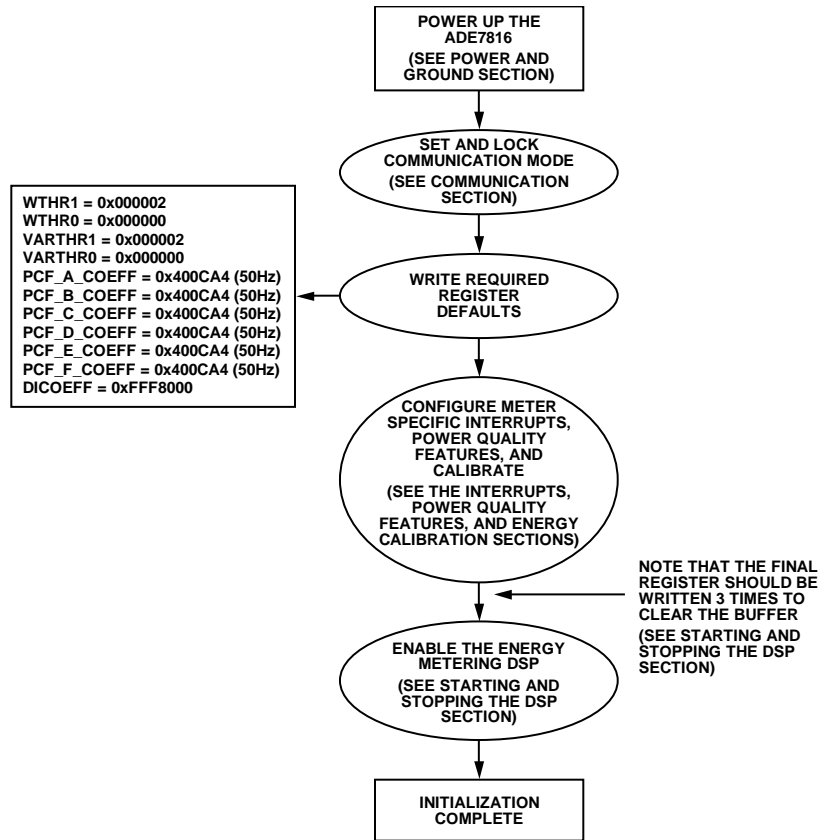 POWER UP THE
ADE7816
(SEE POWER AND
GROUND SECTION)
SET AND LOCK
COMMUNICATION MODE
(SEE COMMUNICATION
SECTION)
WTHR1 = 0x000002
WTHR0 = 0x000000
VARTHR1 = 0x000002
VARTHR0 = 0x000000
PCF_A_COEFF = 0x400CA4 (50Hz)
PCF_B_COEFF = 0x400CA4 (50Hz)
PCF_C_COEFF = 0x400CA4 (50Hz)
PCF_D_COEFF = 0x400CA4 (50Hz)
PCF_E_COEFF = 0x400CA4 (50Hz)
PCF_F_COEFF = 0x400CA4 (50Hz)
DICOEFF = 0xFFF8000
WRITE REQUIRED
REGISTER
DEFAULTS
CONFIGURE METER
SPECIFIC INTERRUPTS,
POWER QUALITY
FEATURES, AND
CALIBRATE
(SEE THE INTERRUPTS,
POWER QUALITY
FEATURES, AND ENERGY
CALIBRATION SECTIONS)
NOTE THAT THE FINAL
REGISTER SHOULD BE
WRITTEN 3 TIMES TO
CLEAR THE BUFFER
(SEE STARTING AND
STOPPING THE DSP
SECTION)
ENABLE THE ENERGY
METERING DSP
(SEE STARTING AND
STOPPING THE DSP
SECTION)
INITIALIZATION
COMPLETE